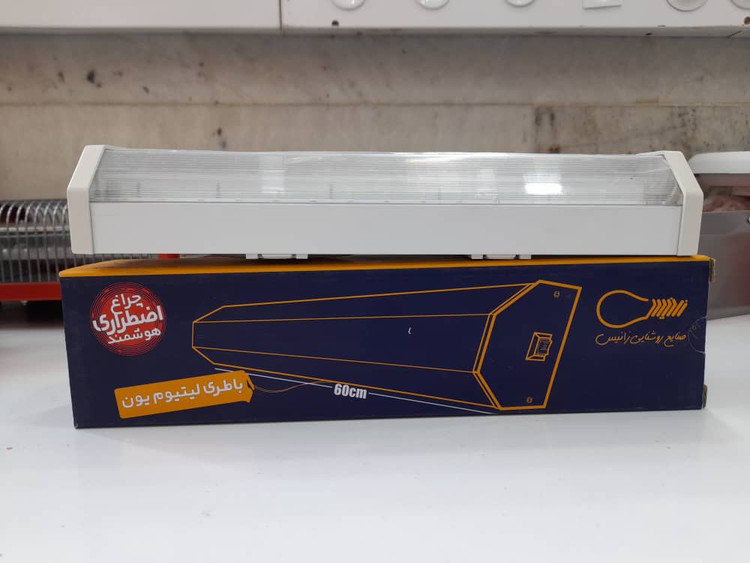 چراغ
اضطراری
هوشمند
باطری لیتیوم یون
60cm
صنایع روشنایی زانیس